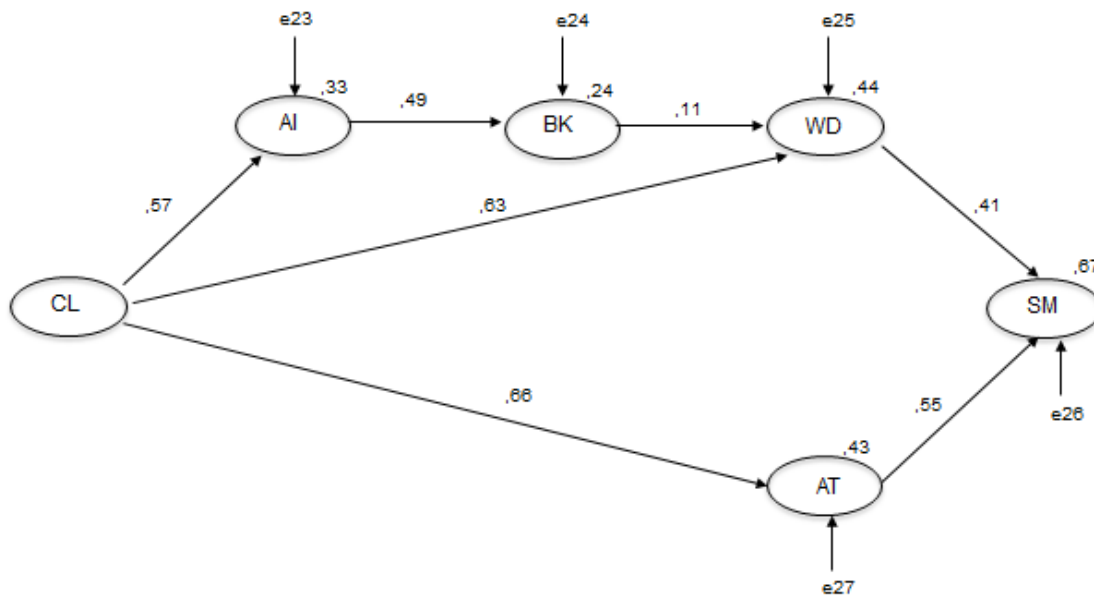 e23
e24
e25
,33
,24
,44
AI
,49
BK
,11
WD
,57
,63
,41
CL
,67
SM
,66
,55
e26
,43
AT
e27